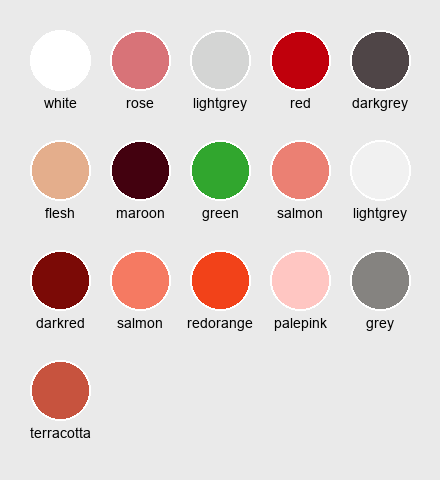 white rose lightgrey red darkgrey
flesh maroon green salmon lightgrey
darkred salmon redorange palepink grey
terracotta